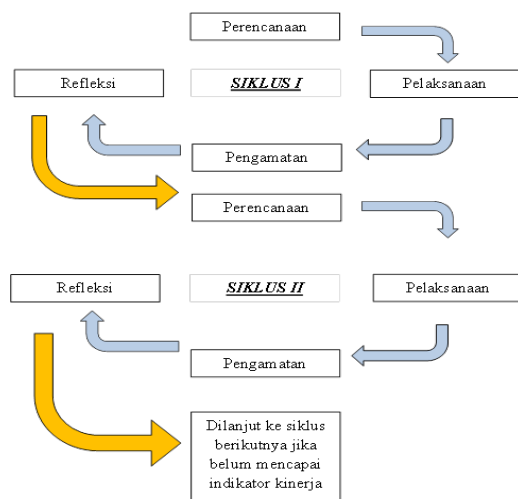 Perencanaan
Refleksi
SIKLUS I
Pelaksanaan
Pengamatan
Perencanaan
Refleksi
SIKLUS II
Pelaksanaan
Pengamatan
Dilanjut ke siklus
berikutnya jika
belum mencapai
indikator kinerja